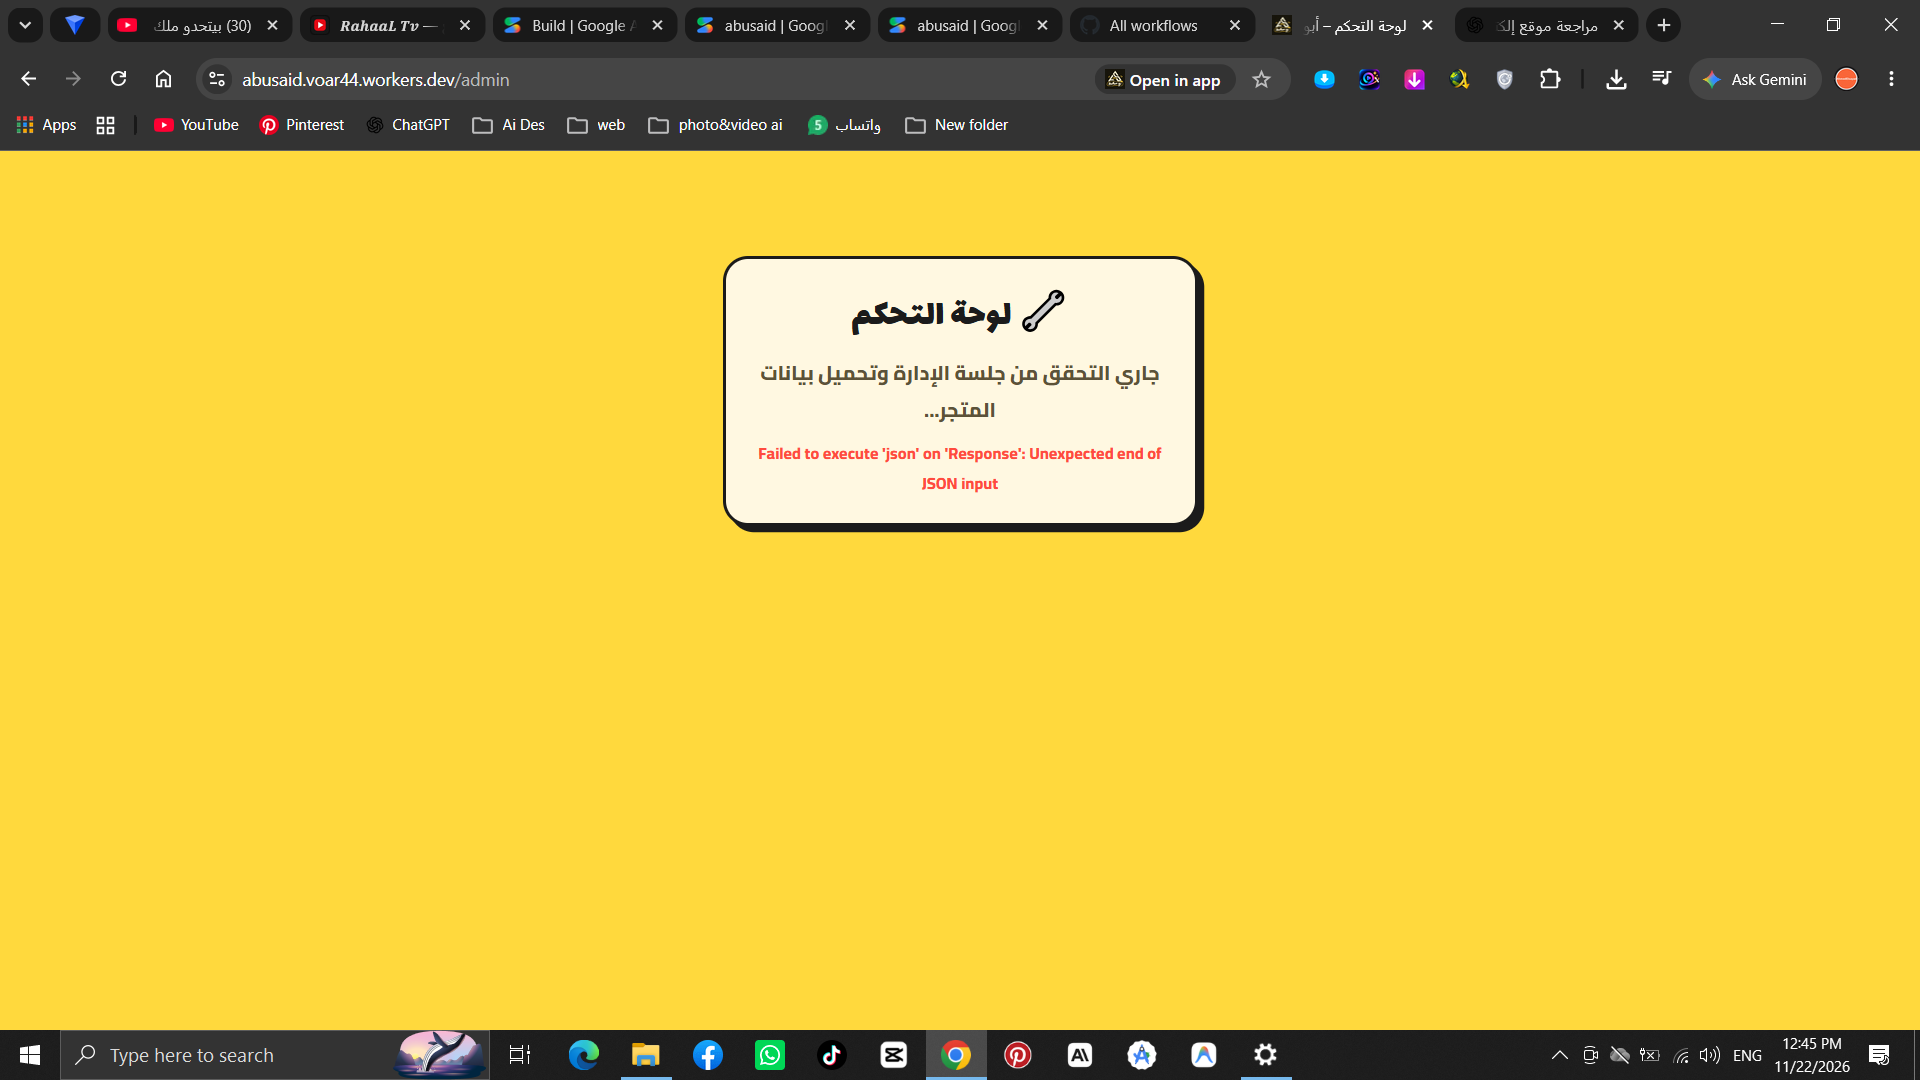 (30) بيتحدو ملك
RahaaL Tv —
Build | Google A
abusaid | Googl
abusaid | Googl
All workflows
لوحة التحكم – أبو
مراجعة موقع إلك
abusaid.voar44.workers.dev/admin
Open in app
Ask Gemini
Apps
YouTube
Pinterest
ChatGPT
Ai Des
web
photo&video ai
5
واتساب
New folder
لوحة التحكم
جاري التحقق من جلسة الإدارة وتحميل بيانات
المتجر...
Failed to execute 'json' on 'Response': Unexpected end of
JSON input
Type here to search
ENG
12:45 PM
11/22/2026